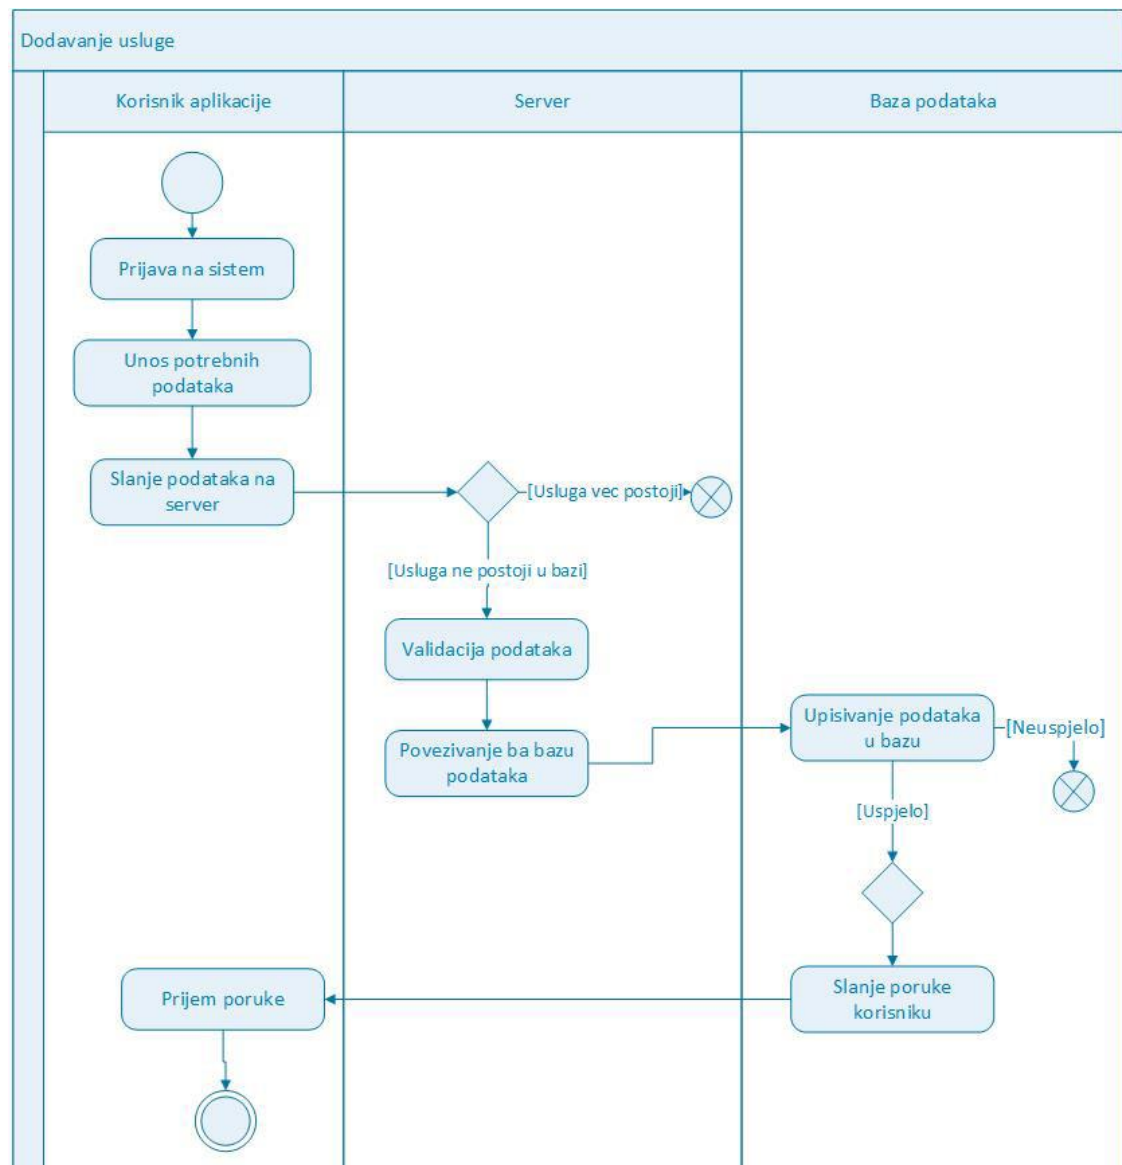 Dodavanje usluge
Korisnik aplikacije
Server
Baza podataka
Prijava na sistem
Unos potrebnih
podataka
Slanje podataka na
server
[Usluga vec postoji]
[Usluga ne postoji u bazi]
Validacija podataka
Povezivanje ba bazu
podataka
Upisivanje podataka
u bazu
[Neuspjelo]
[Uspjelo]
Slanje poruke
korisniku
Prijem poruke